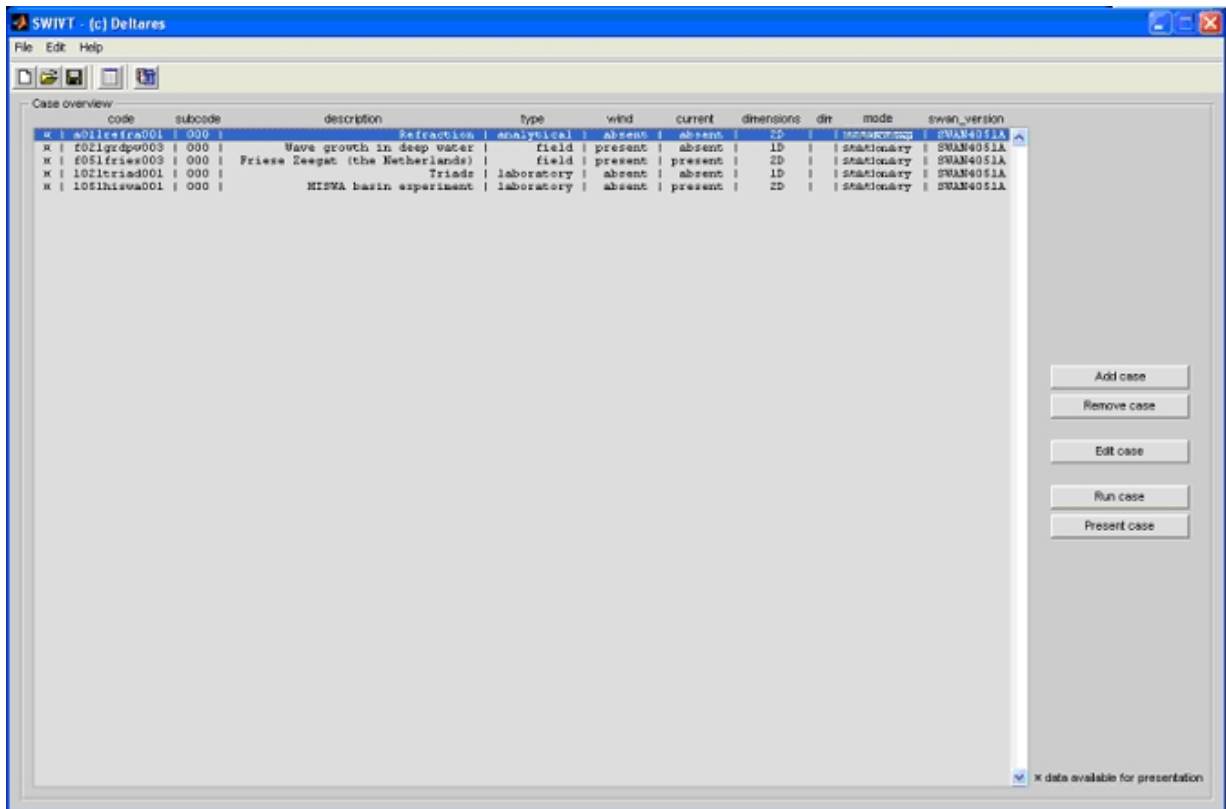 SWIVT - (c) Deltares
File Edit Help
Case overview
code subcode description type wind current dimensions dim mode swan_version
* | a011refra001 | 000 | Refraction | analytical | absent | absent | 2D | | stationary | SWAN4051A
* | f021grdpw003 | 000 | Wave growth in deep water | field | present | absent | 1D | | stationary | SWAN4051A
* | f051fries003 | 000 | Friese Zeegat (the Netherlands) | field | present | present | 2D | | stationary | SWAN4051A
* | l021triad001 | 000 | Triads | laboratory | absent | absent | 1D | | stationary | SWAN4051A
* | l051hiswa001 | 000 | HISWA basin experiment | laboratory | absent | present | 2D | | stationary | SWAN4051A
Add case
Remove case
Edit case
Run case
Present case
* data available for presentation